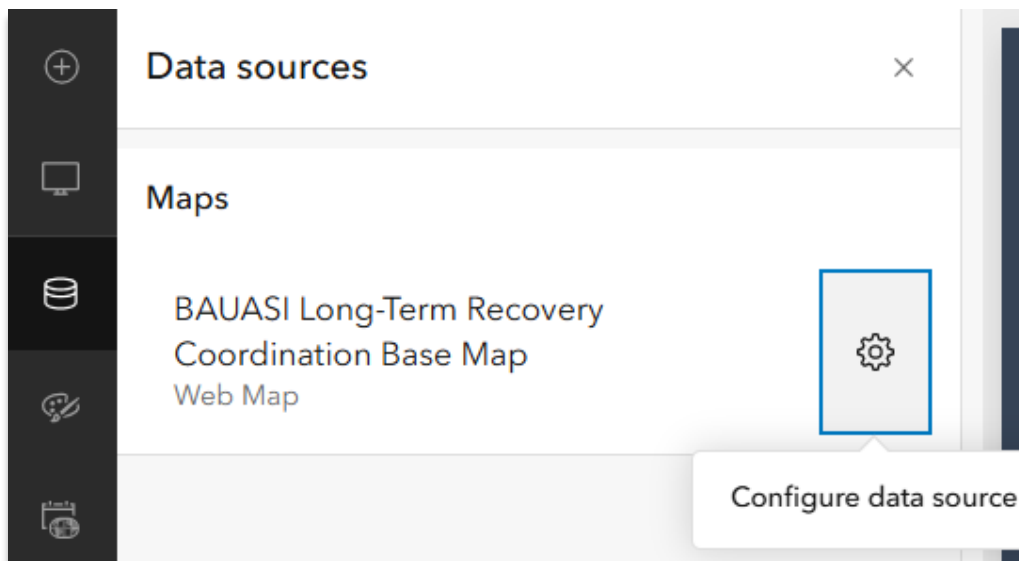 Data sources
Maps
BAUASI Long-Term Recovery
Coordination Base Map
Web Map
Configure data source